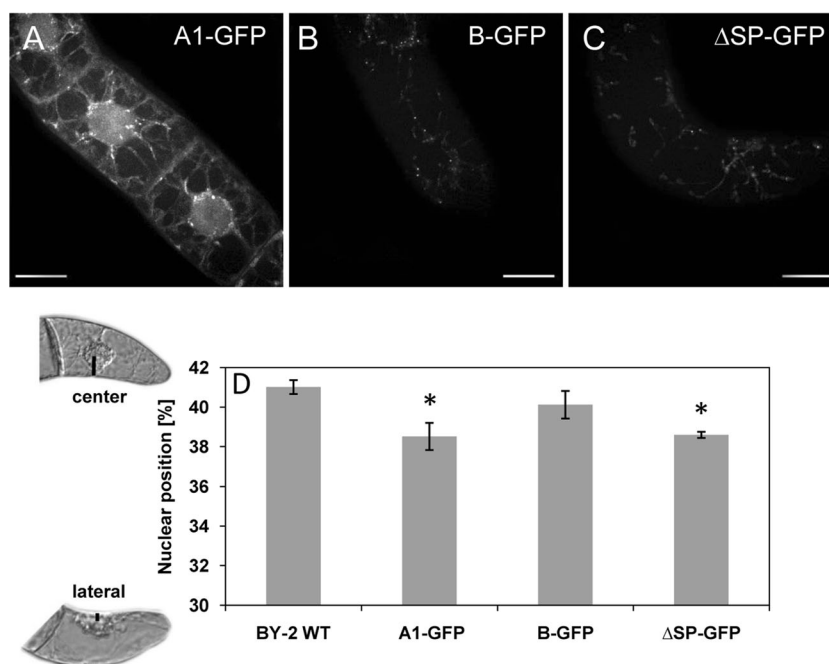 A A1-GFP
B B-GFP
C ΔSP-GFP
center
lateral
D
Nuclear position [%]
42
40
38
36
34
32
30
*
*
BY-2 WT A1-GFP B-GFP ΔSP-GFP